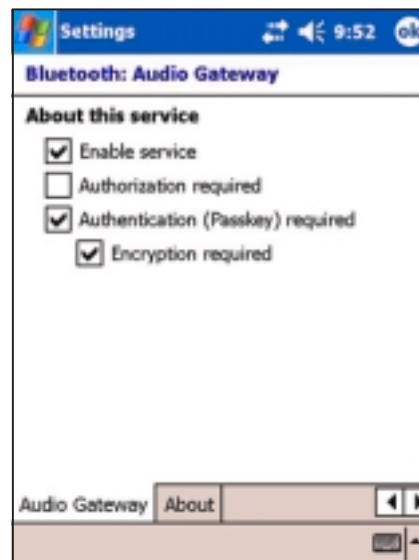 Settings 9:52 ok
Bluetooth: Audio Gateway
About this service
Enable service
Authorization required
Authentication (Passkey) required
Encryption required
Audio Gateway About